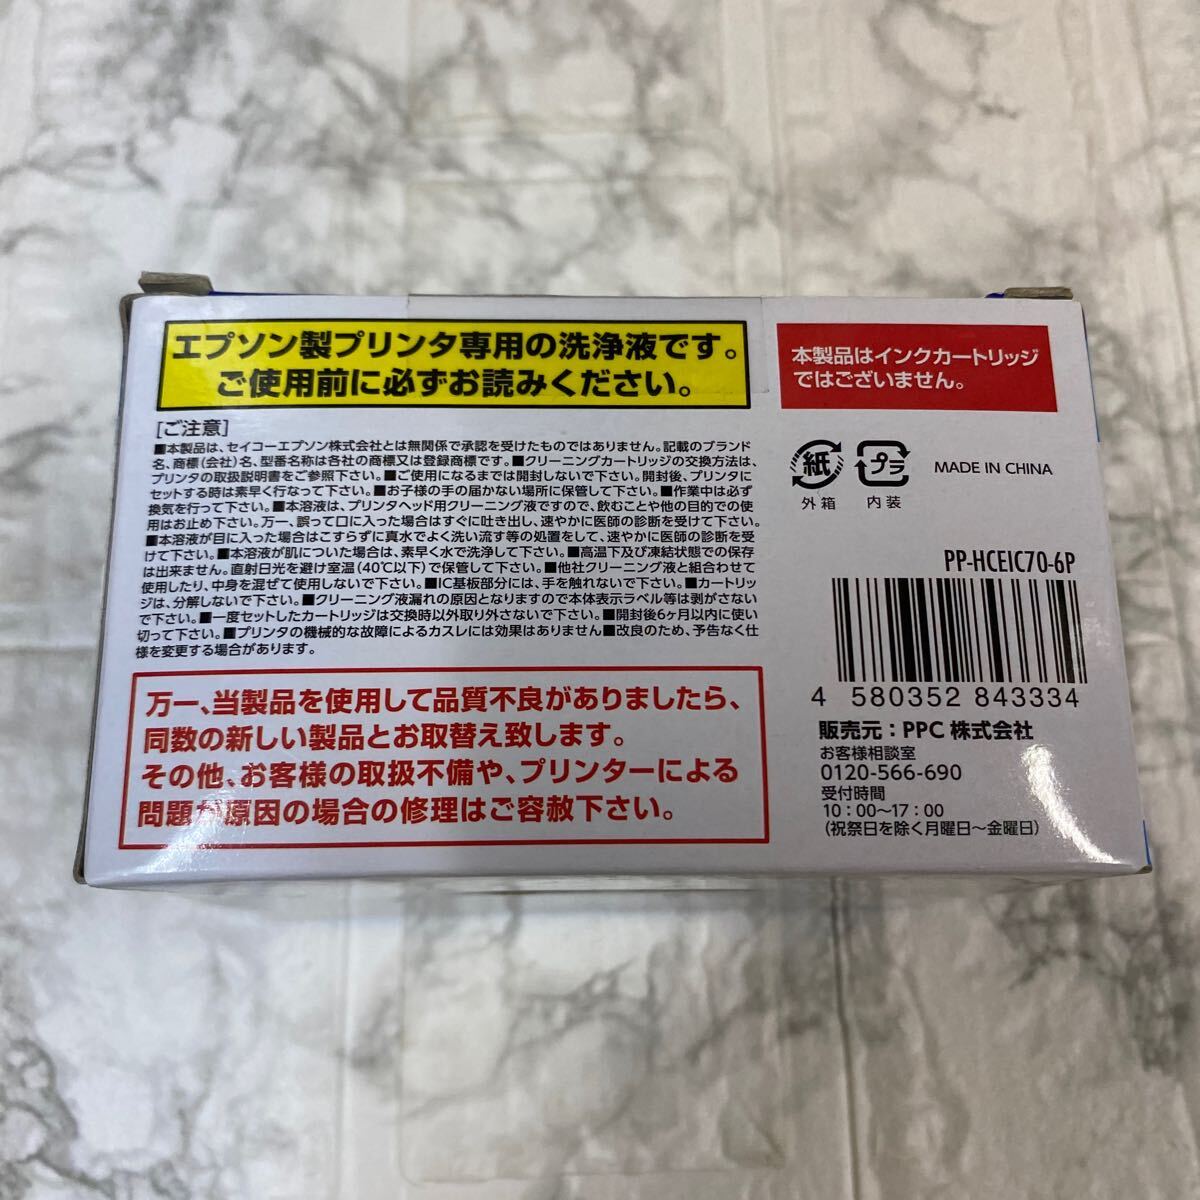 エプソン製プリンタ専用の洗浄液です。
ご使用前に必ずお読みください。
本製品はインクカートリッジ
ではございません。
[ご注意]
■本製品は、セイコーエプソン株式会社とは無関係で承認を受けたものではありません。記載のブランド
名、商標(会社)名、型番名称は各社の商標又は登録商標です。■クリーニングカートリッジの交換方法は、
プリンタの取扱説明書をご参照下さい。■ご使用になるまでは開封しないで下さい。開封後、プリンタに
セットする時は素早く行なって下さい。■お子様の手の届かない場所に保管して下さい。■作業中は必ず
換気を行って下さい。■本溶液は、プリンタヘッド用クリーニング液ですので、飲むことや他の目的での使
用はお止め下さい。万一、誤って口に入った場合はすぐに吐き出し、速やかに医師の診断を受けて下さい。
■本溶液が目に入った場合はこすらずに真水でよく洗い流す等の処置をして、速やかに医師の診断を受
けて下さい。■本溶液が肌についた場合は、素早く水で洗浄して下さい。■高温下及び凍結状態での保存
は出来ません。直射日光を避け室温(40℃以下)で保管して下さい。■他社クリーニング液と組合わせて
使用したり、中身を混ぜて使用しないで下さい。■IC基板部分には、手を触れないで下さい。■カートリッ
ジは、分解しないで下さい。■クリーニング液漏れの原因となりますので本体表示ラベル等は剥がさない
で下さい。■一度セットしたカートリッジは交換時以外取り外さないで下さい。■開封後6ヶ月以内に使い
切って下さい。■プリンタの機械的な故障によるカスレには効果はありません■改良のため、予告なく仕
様を変更する場合があります。
万一、当製品を使用して品質不良がありましたら、
同数の新しい製品とお取替え致します。
その他、お客様の取扱不備や、プリンターによる
問題が原因の場合の修理はご容赦下さい。
紙
外箱
プラ
内装
MADE IN CHINA
PP-HCEIC70-6P
4 580352 843334
販売元：PPC 株式会社
お客様相談室
0120-566-690
受付時間
10：00～17：00
(祝祭日を除く月曜日～金曜日)